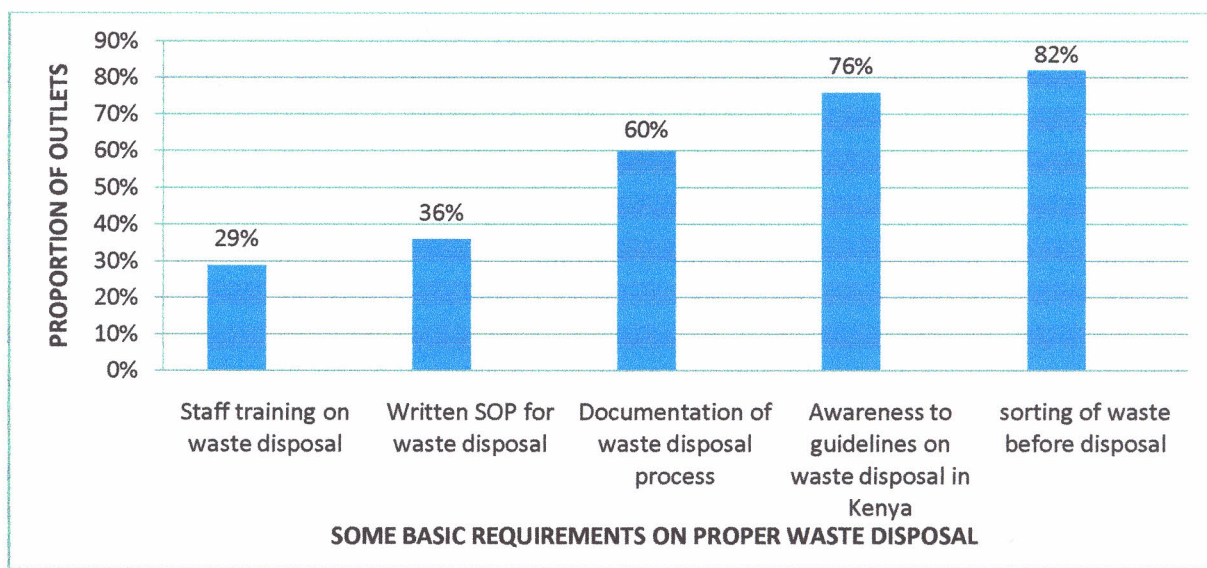 PROPORTION OF OUTLETS
90%
80%
70%
60%
50%
40%
30%
20%
10%
0%
29%
36%
60%
76%
82%
Staff training on
waste disposal
Written SOP for
waste disposal
Documentation of
waste disposal
process
Awareness to
guidelines on
waste disposal in
Kenya
sorting of waste
before disposal
SOME BASIC REQUIREMENTS ON PROPER WASTE DISPOSAL